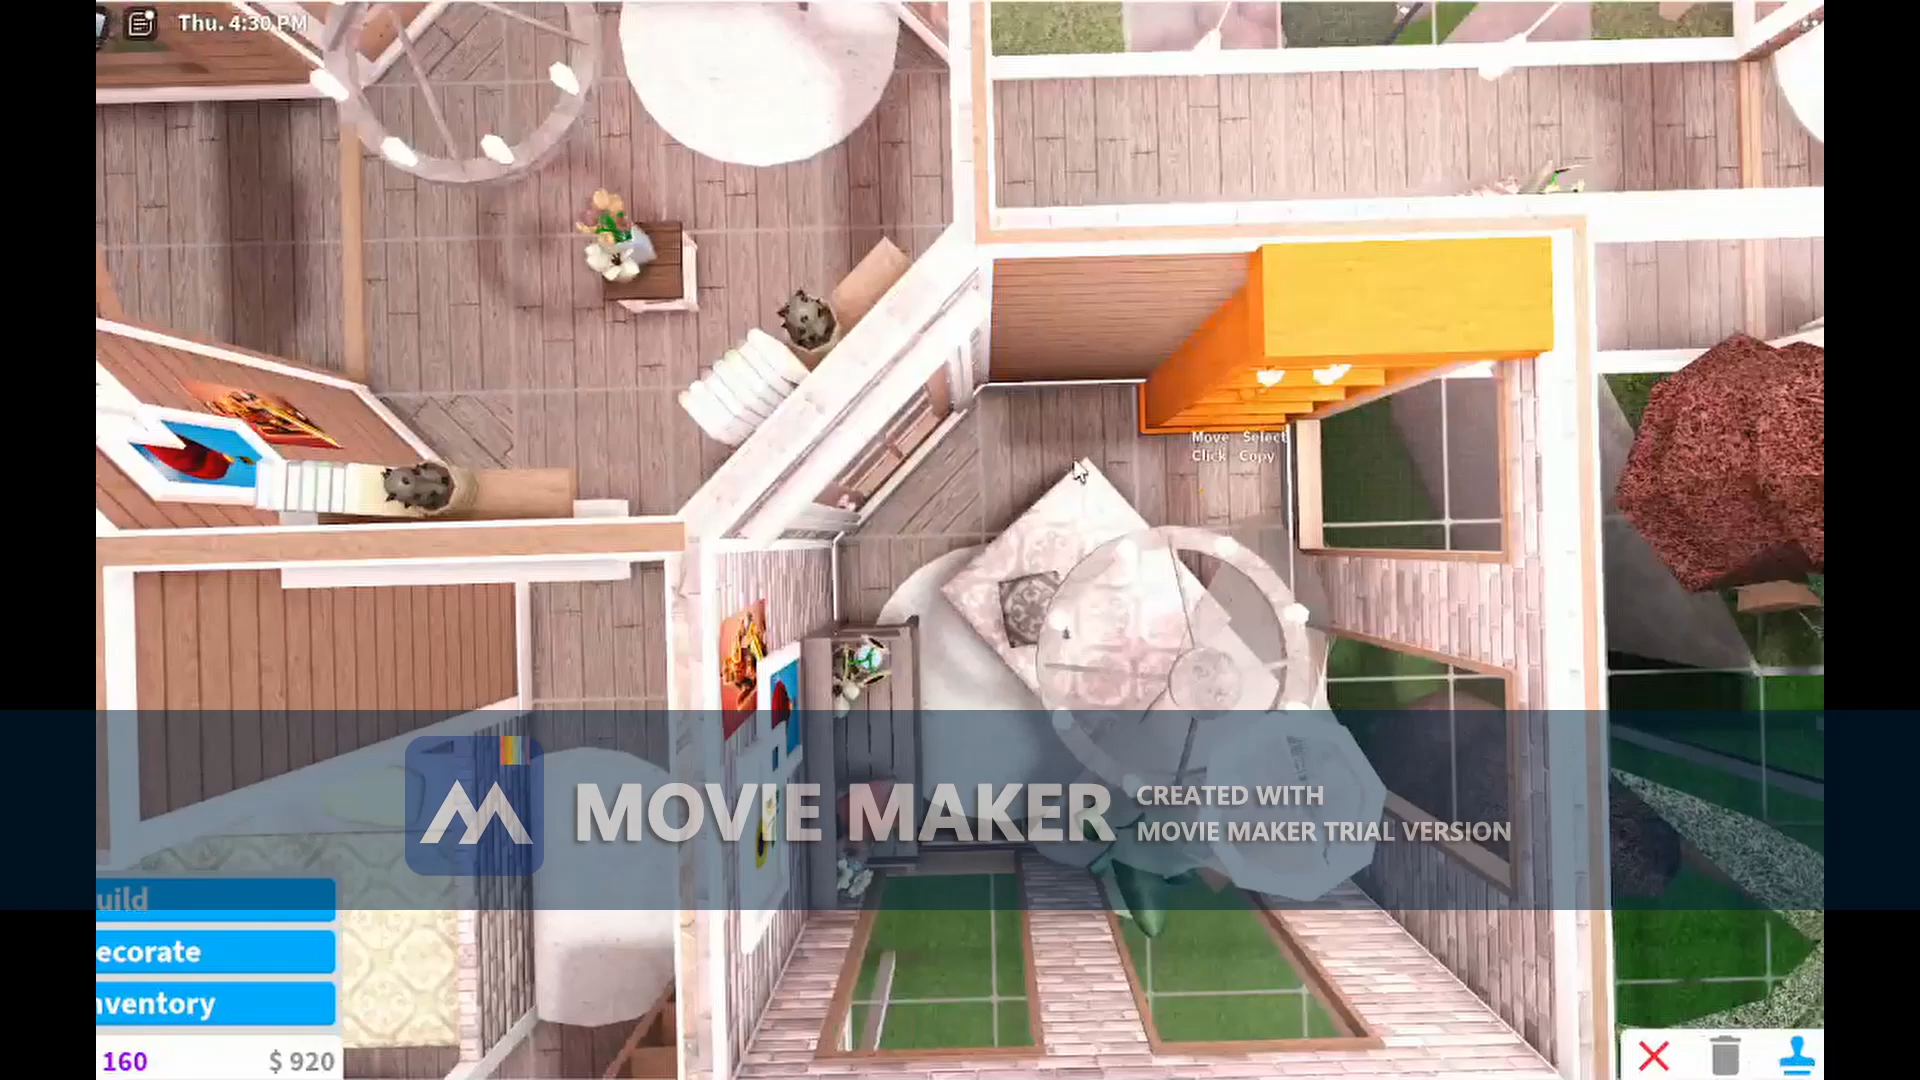 Thu. 4:30 PM
Move Select
Click Copy
MOVIE MAKER
CREATED WITH
MOVIE MAKER TRIAL VERSION
uild
ecorate
nventory
160
$ 920